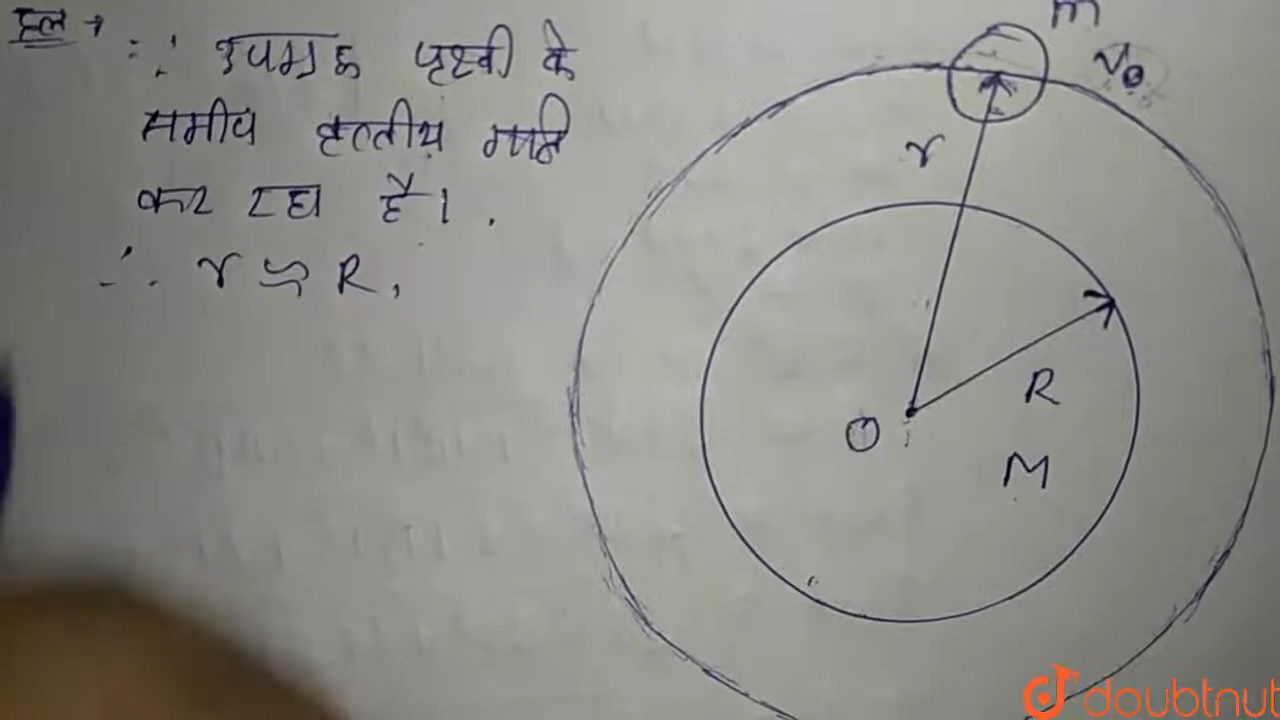 हल →
∵ उपग्रह पृथ्वी के
समीप वृत्तीय गति
कर रहा है।
∴ r ≈ R,
m
v₀
r
R
O
M
doubtnut